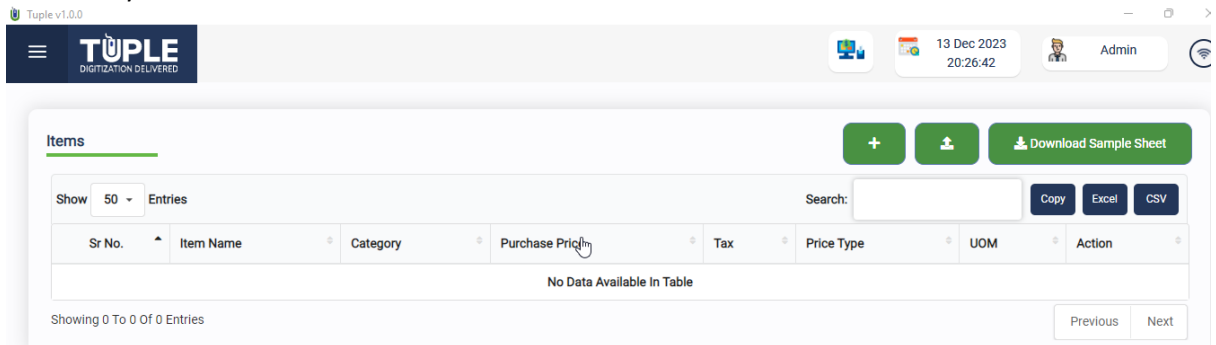 Tuple v1.0.0
TUPLE
DIGITIZATION DELIVERED
13 Dec 2023
20:26:42
Admin
Items
+
Download Sample Sheet
Show 50 Entries
Search:
Copy Excel CSV
Sr No. Item Name Category Purchase Price Tax Price Type UOM Action
No Data Available In Table
Showing 0 To 0 Of 0 Entries
Previous Next